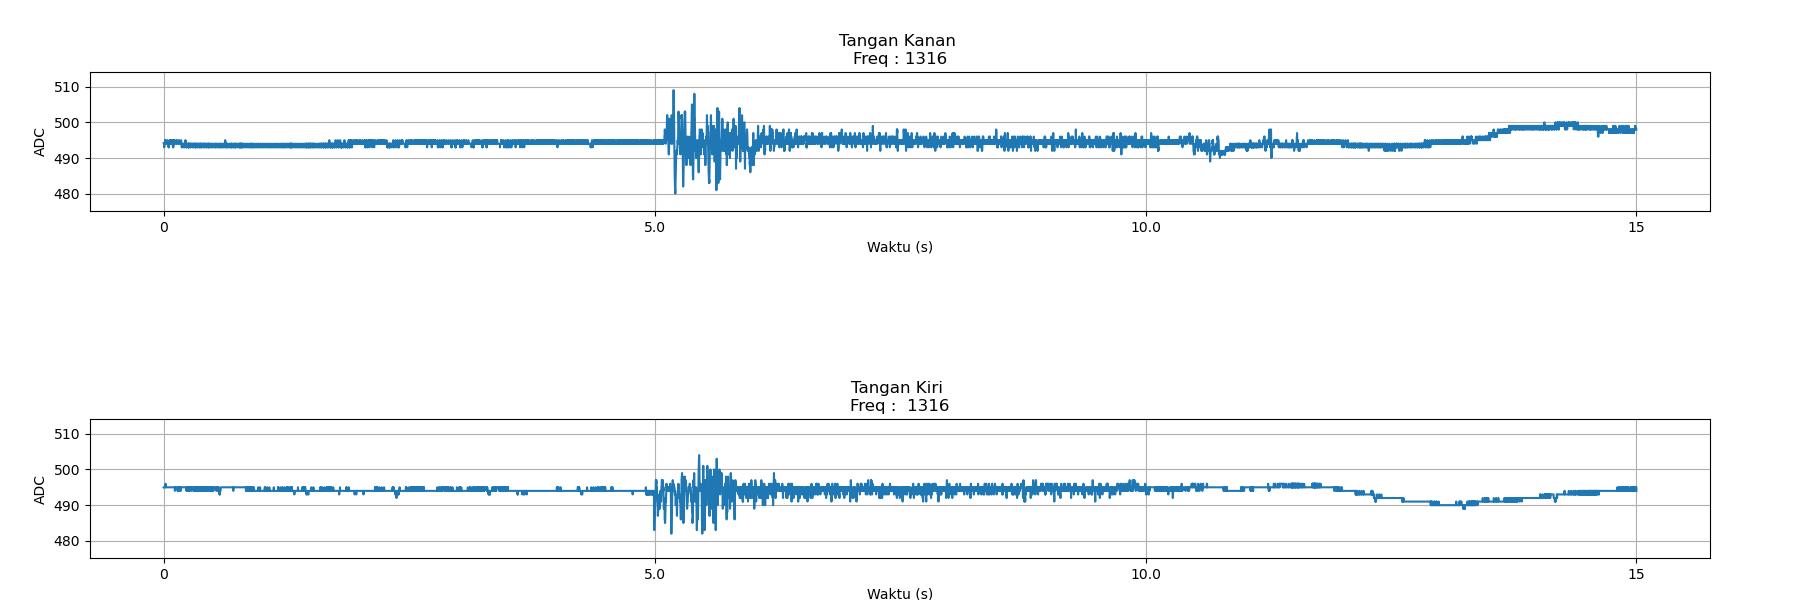 Tangan Kanan
Freq : 1316
510
500
490
480
ADC
0 5.0 10.0 15
Waktu (s)
Tangan Kiri
Freq :  1316
510
500
490
480
ADC
0 5.0 10.0 15
Waktu (s)